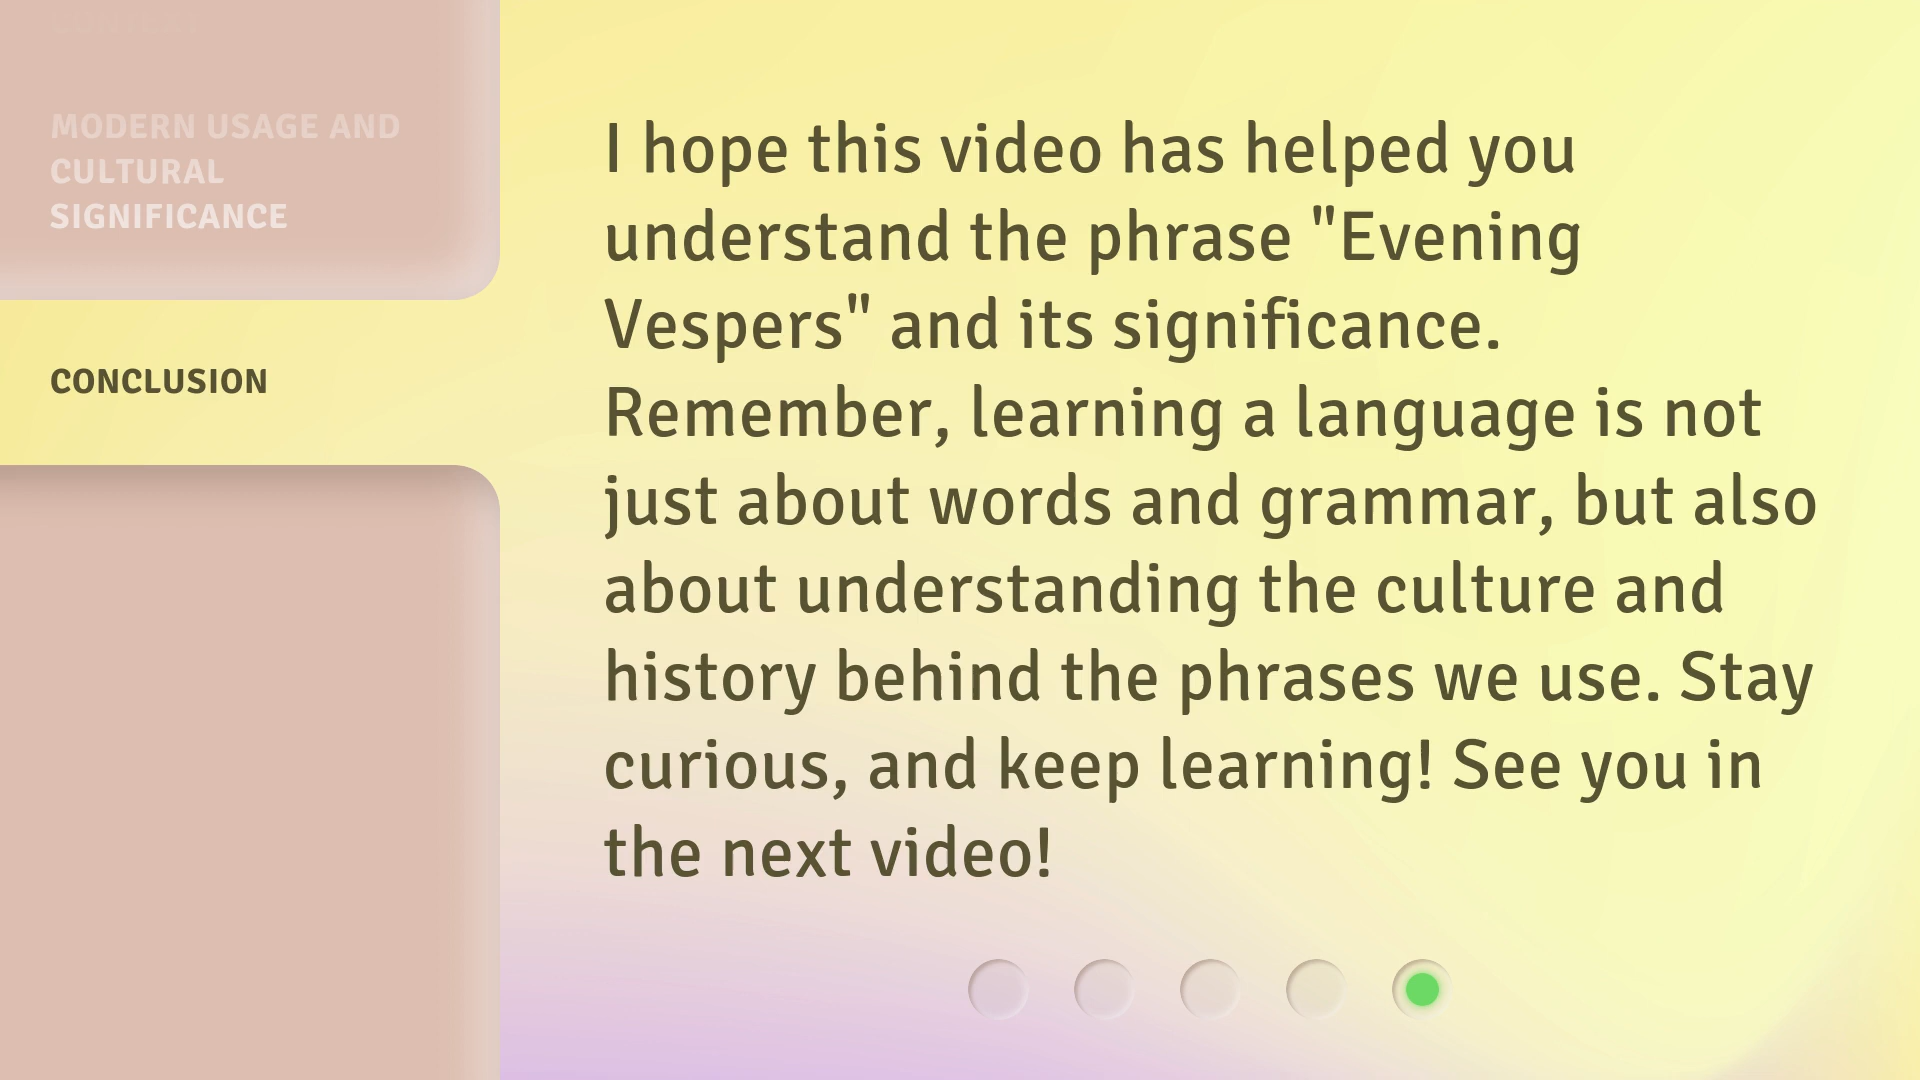 MODERN USAGE AND
CULTURAL
SIGNIFICANCE
CONCLUSION
I hope this video has helped you
understand the phrase "Evening
Vespers" and its significance.
Remember, learning a language is not
just about words and grammar, but also
about understanding the culture and
history behind the phrases we use. Stay
curious, and keep learning! See you in
the next video!